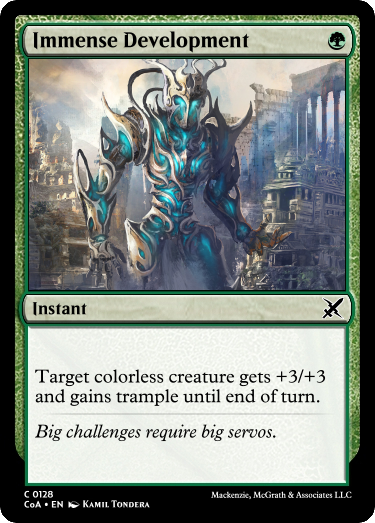 Immense Development
Instant
Target colorless creature gets +3/+3
and gains trample until end of turn.
Big challenges require big servos.
C 0128
CoA • EN Kamil Tondera
Mackenzie, McGrath & Associates LLC